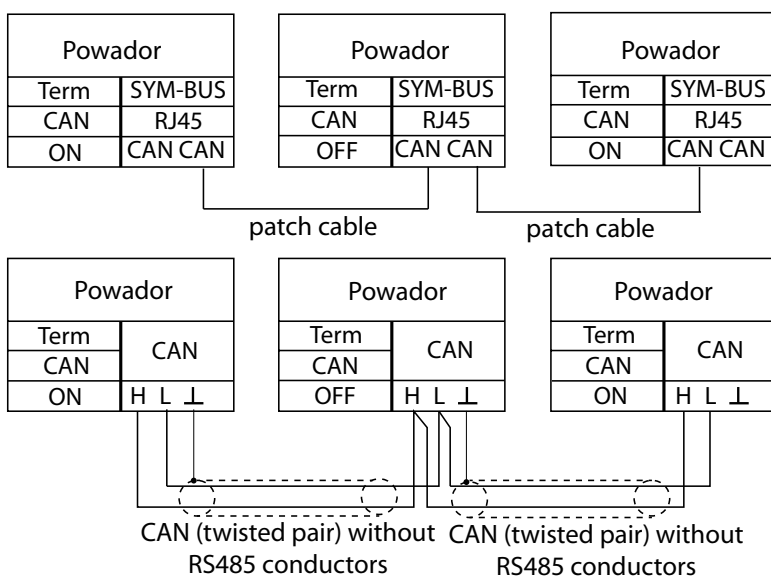 Powador Powador Powador
Term SYM-BUS Term SYM-BUS Term SYM-BUS
CAN RJ45 CAN RJ45 CAN RJ45
ON CAN CAN OFF CAN CAN ON CAN CAN
patch cable patch cable
Powador Powador Powador
Term CAN Term CAN Term CAN
CAN CAN CAN
ON H L ⊥ OFF H L ⊥ ON H L ⊥
CAN (twisted pair) without CAN (twisted pair) without
RS485 conductors RS485 conductors